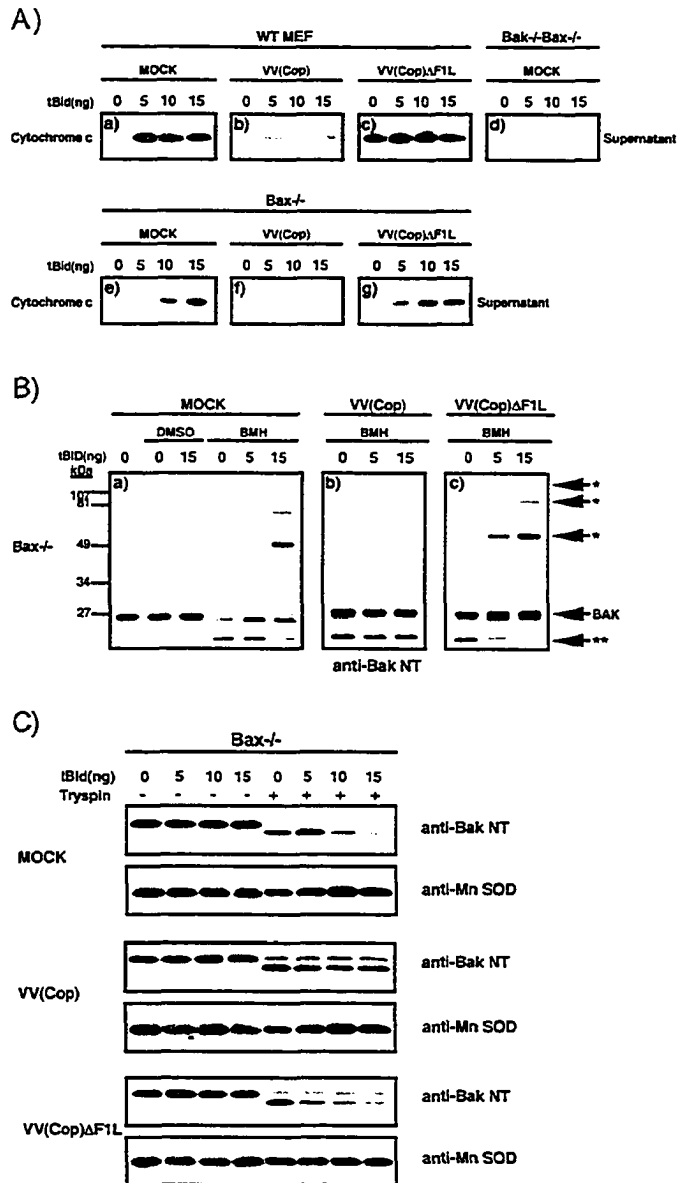 A)
WT MEF Bak-/-Bax-/-
MOCK VV(Cop) VV(Cop)ΔF1L MOCK
tBid(ng) 0 5 10 15 0 5 10 15 0 5 10 15 0 5 10 15
Cytochrome c a) b) c) d) Supernatant
Bax-/-
MOCK VV(Cop) VV(Cop)ΔF1L
tBid(ng) 0 5 10 15 0 5 10 15 0 5 10 15
Cytochrome c e) f) g) Supernatant
B)
MOCK VV(Cop) VV(Cop)ΔF1L
DMSO BMH BMH BMH
tBID(ng) 0 0 15 0 5 15 0 5 15 0 5 15
kDa
a) b) c)
107 *
81 *
Bax-/- 49 *
34
27 BAK
**
anti-Bak NT
C)
Bax-/-
tBid(ng) 0 5 10 15 0 5 10 15
Tryspin - - - - + + + +
anti-Bak NT
MOCK
anti-Mn SOD
anti-Bak NT
VV(Cop)
anti-Mn SOD
anti-Bak NT
VV(Cop)ΔF1L
anti-Mn SOD